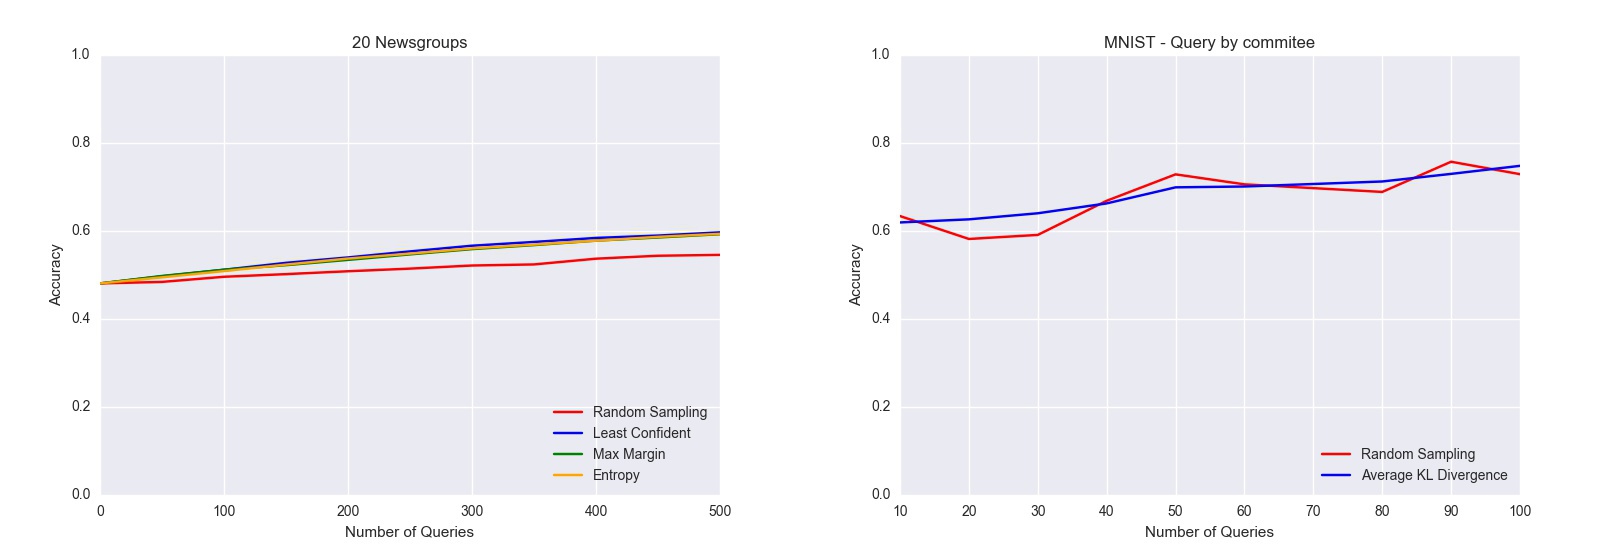 20 Newsgroups
1.0
0.8
0.6
0.4
0.2
0.0
Accuracy
Random Sampling
Least Confident
Max Margin
Entropy
0 100 200 300 400 500
Number of Queries
MNIST - Query by commitee
1.0
0.8
0.6
0.4
0.2
0.0
Accuracy
Random Sampling
Average KL Divergence
10 20 30 40 50 60 70 80 90 100
Number of Queries